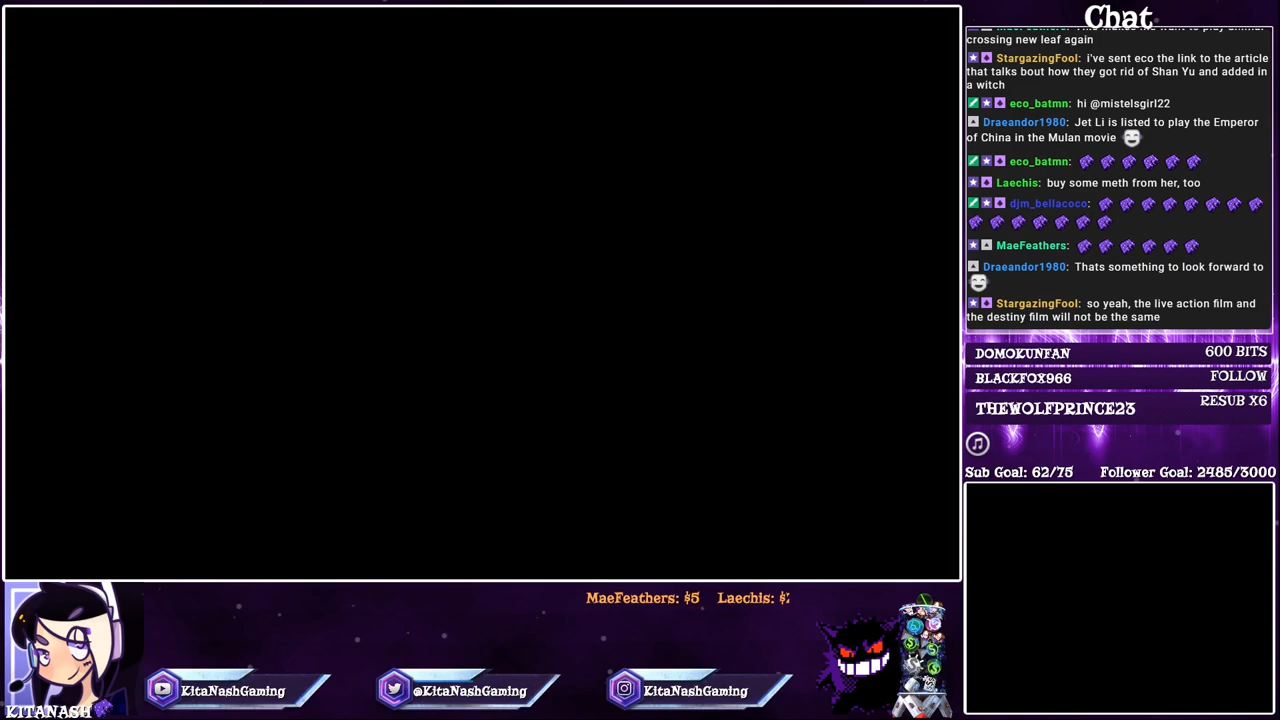 Chat
crossing new leaf again
StargazingFool: i've sent eco the link to the article
that talks bout how they got rid of Shan Yu and added in
a witch
eco_batmn: hi @mistelsgirl22
Draeandor1980: Jet Li is listed to play the Emperor
of China in the Mulan movie
eco_batmn:
Laechis: buy some meth from her, too
djm_bellacoco:
MaeFeathers:
Draeandor1980: Thats something to look forward to
StargazingFool: so yeah, the live action film and
the destiny film will not be the same
DOMOKUNFAN 600 BITS
BLACKFOX966 FOLLOW
THEWOLFPRINCE23 RESUB X6
Sub Goal: 62/75 Follower Goal: 2485/3000
MaeFeathers: $5 Laechis: $
KitaNashGaming @KitaNashGaming KitaNashGaming
KITANASH